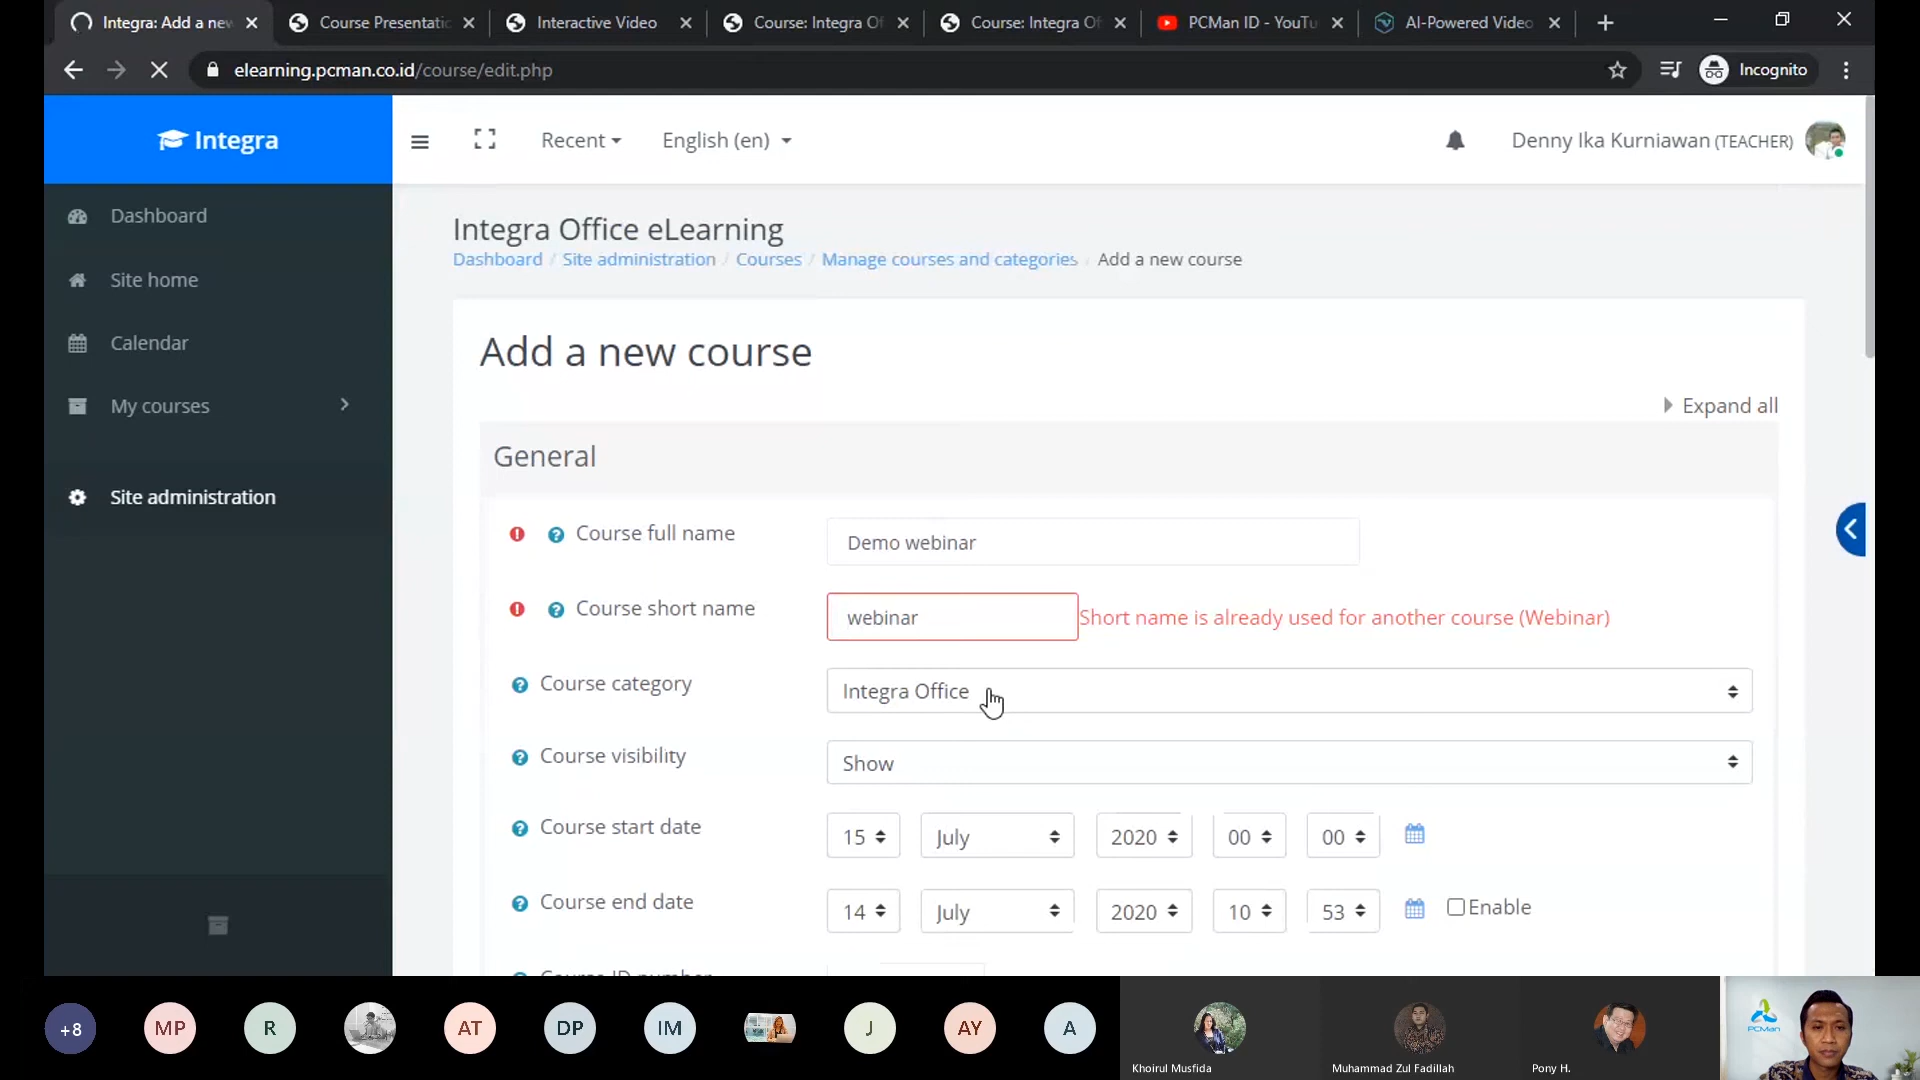 Integra: Add a new
Course Presentatic
Interactive Video
Course: Integra Of
Course: Integra Of
PCMan ID - YouTu
AI-Powered Video
elearning.pcman.co.id/course/edit.php
Incognito
Integra
Recent
English (en)
Denny Ika Kurniawan (TEACHER)
Dashboard
Site home
Calendar
My courses
Site administration
Integra Office eLearning
Dashboard / Site administration / Courses / Manage courses and categories / Add a new course
Add a new course
Expand all
General
Course full name
Demo webinar
Course short name
webinar
Short name is already used for another course (Webinar)
Course category
Integra Office
Course visibility
Show
Course start date
15 July 2020 00 00
Course end date
14 July 2020 10 53 Enable
Course ID number
+8
MP
R
AT
DP
IM
J
AY
A
Khoirul Musfida
Muhammad Zul Fadillah
Pony H.
PCMan